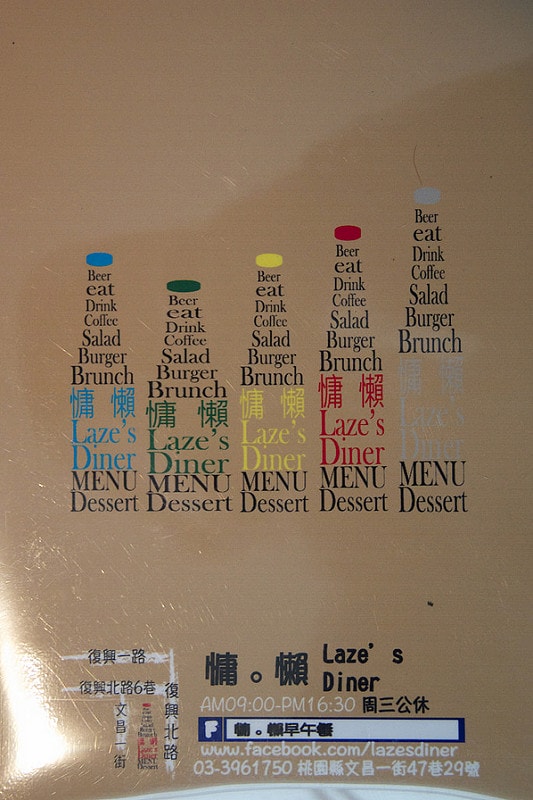 Beer
eat
Drink
Coffee
Salad
Burger
Brunch
慵 懶
Laze's
Diner
MENU
Dessert
Beer
eat
Drink
Coffee
Salad
Burger
Brunch
慵 懶
Laze's
Diner
MENU
Dessert
Beer
eat
Drink
Coffee
Salad
Burger
Brunch
慵 懶
Laze's
Diner
MENU
Dessert
Beer
eat
Drink
Coffee
Salad
Burger
Brunch
慵 懶
Laze's
Diner
MENU
Dessert
Beer
eat
Drink
Coffee
Salad
Burger
Brunch
慵 懶
Laze's
Diner
MENU
Dessert
復興一路
復興北路6巷
文昌一街
復興北路
慵。懶 Laze's
Diner
AM09:00-PM16:30 周三公休
F 慵。懶早午餐
www.facebook.com/lazesdiner
03-3961750 桃園縣文昌一街47巷29號